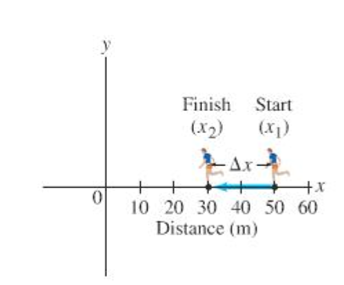 y
Finish Start
(x₂) (x₁)
Δx
x
0
10 20 30 40 50 60
Distance (m)